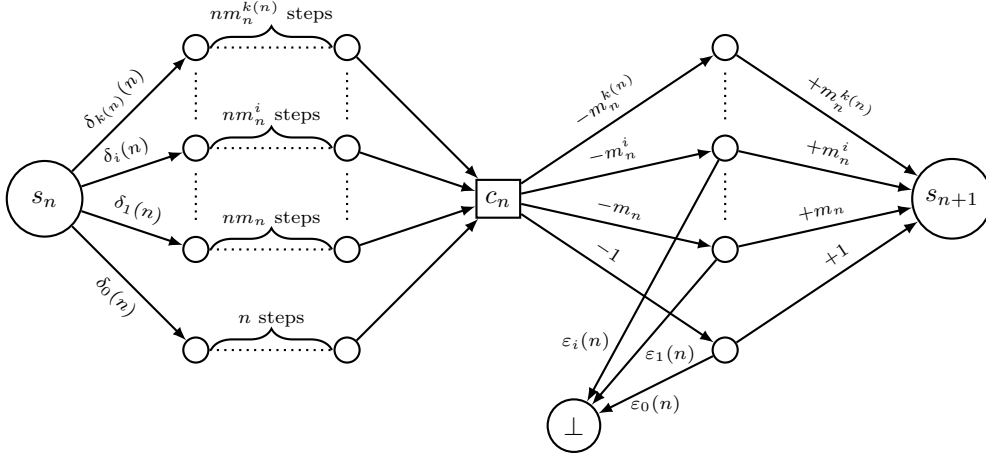 $nm_n^{k(n)}$ steps
$\delta_{k(n)}(n)$
$-m_n^{k(n)}$
$+m_n^{k(n)}$
$nm_n^i$ steps
$\delta_i(n)$
$-m_n^i$
$+m_n^i$
$s_n$
$c_n$
$s_{n+1}$
$\delta_1(n)$
$nm_n$ steps
$-m_n$
$+m_n$
$\delta_0(n)$
$-1$
$+1$
$n$ steps
$\varepsilon_i(n)$
$\varepsilon_1(n)$
$\varepsilon_0(n)$
$\bot$